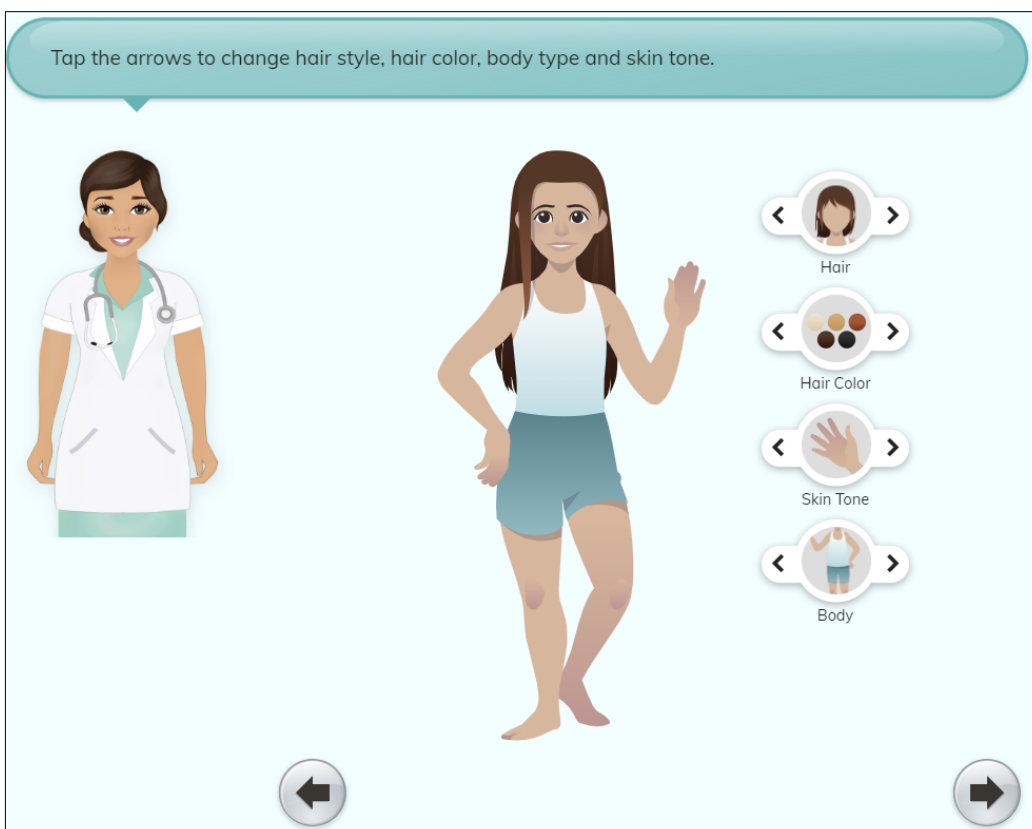 Tap the arrows to change hair style, hair color, body type and skin tone.
Hair
Hair Color
Skin Tone
Body